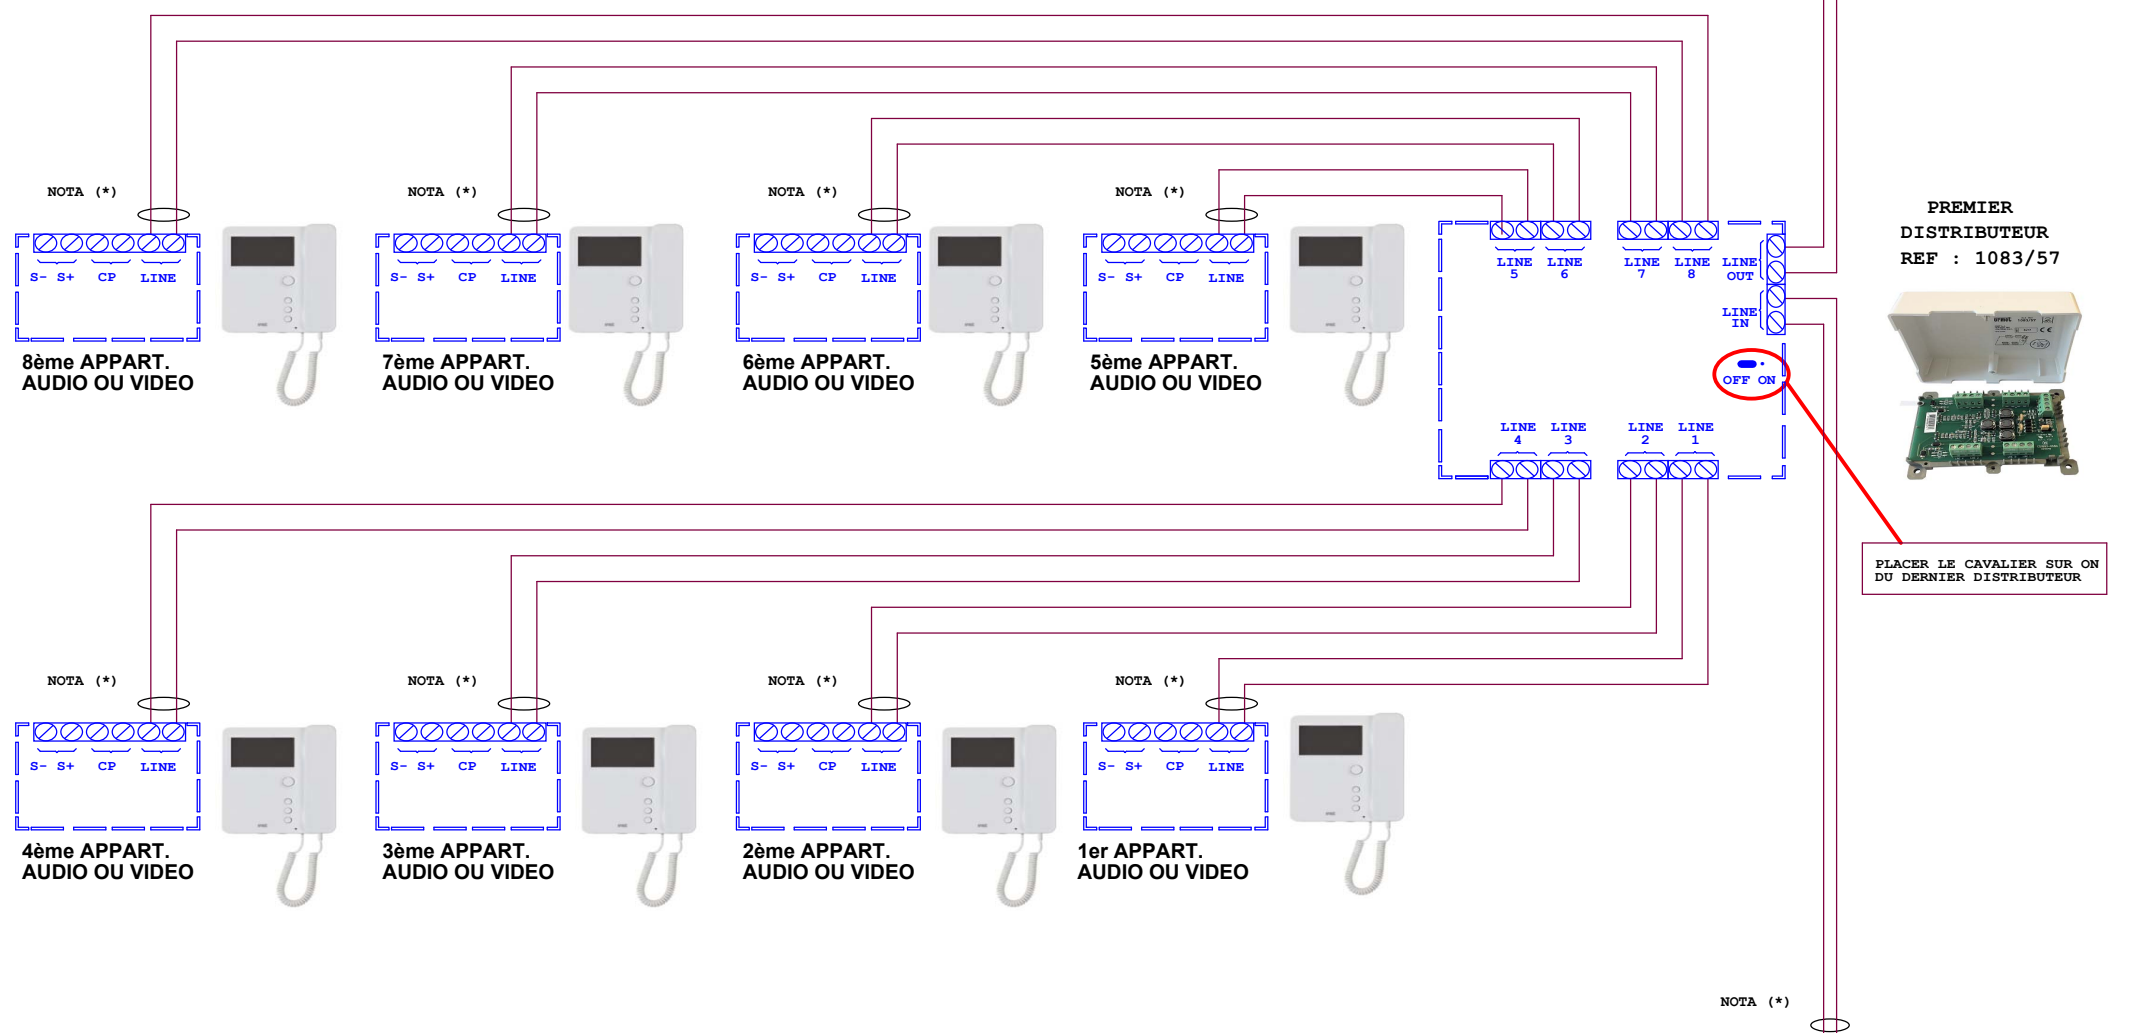 NOTA (*)
NOTA (*)
NOTA (*)
NOTA (*)
S- S+ CP LINE
S- S+ CP LINE
S- S+ CP LINE
S- S+ CP LINE
8ème APPART.
AUDIO OU VIDEO
7ème APPART.
AUDIO OU VIDEO
6ème APPART.
AUDIO OU VIDEO
5ème APPART.
AUDIO OU VIDEO
LINE
5
LINE
6
LINE
7
LINE
8
LINE
OUT
LINE
IN
OFF ON
LINE
4
LINE
3
LINE
2
LINE
1
PREMIER
DISTRIBUTEUR
REF : 1083/57
PLACER LE CAVALIER SUR ON
DU DERNIER DISTRIBUTEUR
NOTA (*)
NOTA (*)
NOTA (*)
NOTA (*)
S- S+ CP LINE
S- S+ CP LINE
S- S+ CP LINE
S- S+ CP LINE
4ème APPART.
AUDIO OU VIDEO
3ème APPART.
AUDIO OU VIDEO
2ème APPART.
AUDIO OU VIDEO
1er APPART.
AUDIO OU VIDEO
NOTA (*)